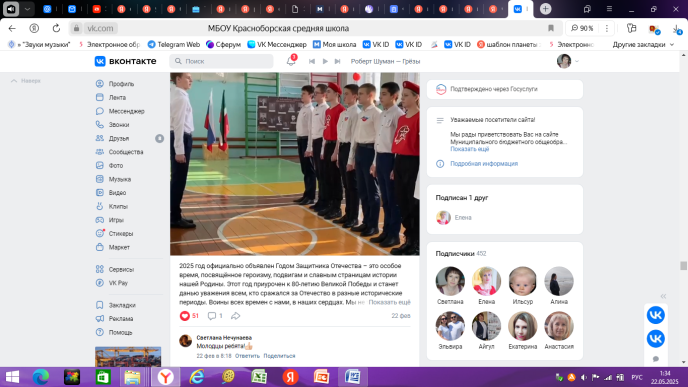 vk.com
МБОУ Красноборская средняя школа
90 %
"Звуки музыки"
Электронное обр
Telegram Web
Сферум
VK Мессенджер
Моя школа
VK ID
VK ID
VK ID
шаблон планеты
Электронно
Другие закладки
Наверх
ВКОНТАКТЕ
Поиск
Роберт Шуман — Грёзы
Профиль
Лента
Мессенджер
Звонки
Друзья
Сообщества
Фото
Музыка
Видео
Клипы
Игры
Стикеры
Маркет
Сервисы
VK Pay
Закладки
Реклама
Помощь
2025 год официально объявлен Годом Защитника Отечества – это особое
время, посвящённое героизму, подвигам и славным страницам истории
нашей Родины. Этот год приурочен к 80-летию Великой Победы и станет
данью уважения всем, кто сражался за Отечество в разные исторические
периоды. Воины всех времен с нами, в наших сердцах. Мы не Показать ещё
51
1
22 фев
Светлана Нечунаева
Молодцы ребята!
22 фев в 8:18 Ответить Поделиться
Подтверждено через Госуслуги
Уважаемые посетители сайта!
Мы рады приветствовать Вас на сайте
Муниципального бюджетного общеобра...
Показать ещё
Подробная информация
Подписан 1 друг
Елена
Подписчики 452
Светлана
Елена
Ильсур
Алина
Эльвира
Айгул
Екатерина
Анастасия
РУС
1:34
22.05.2025